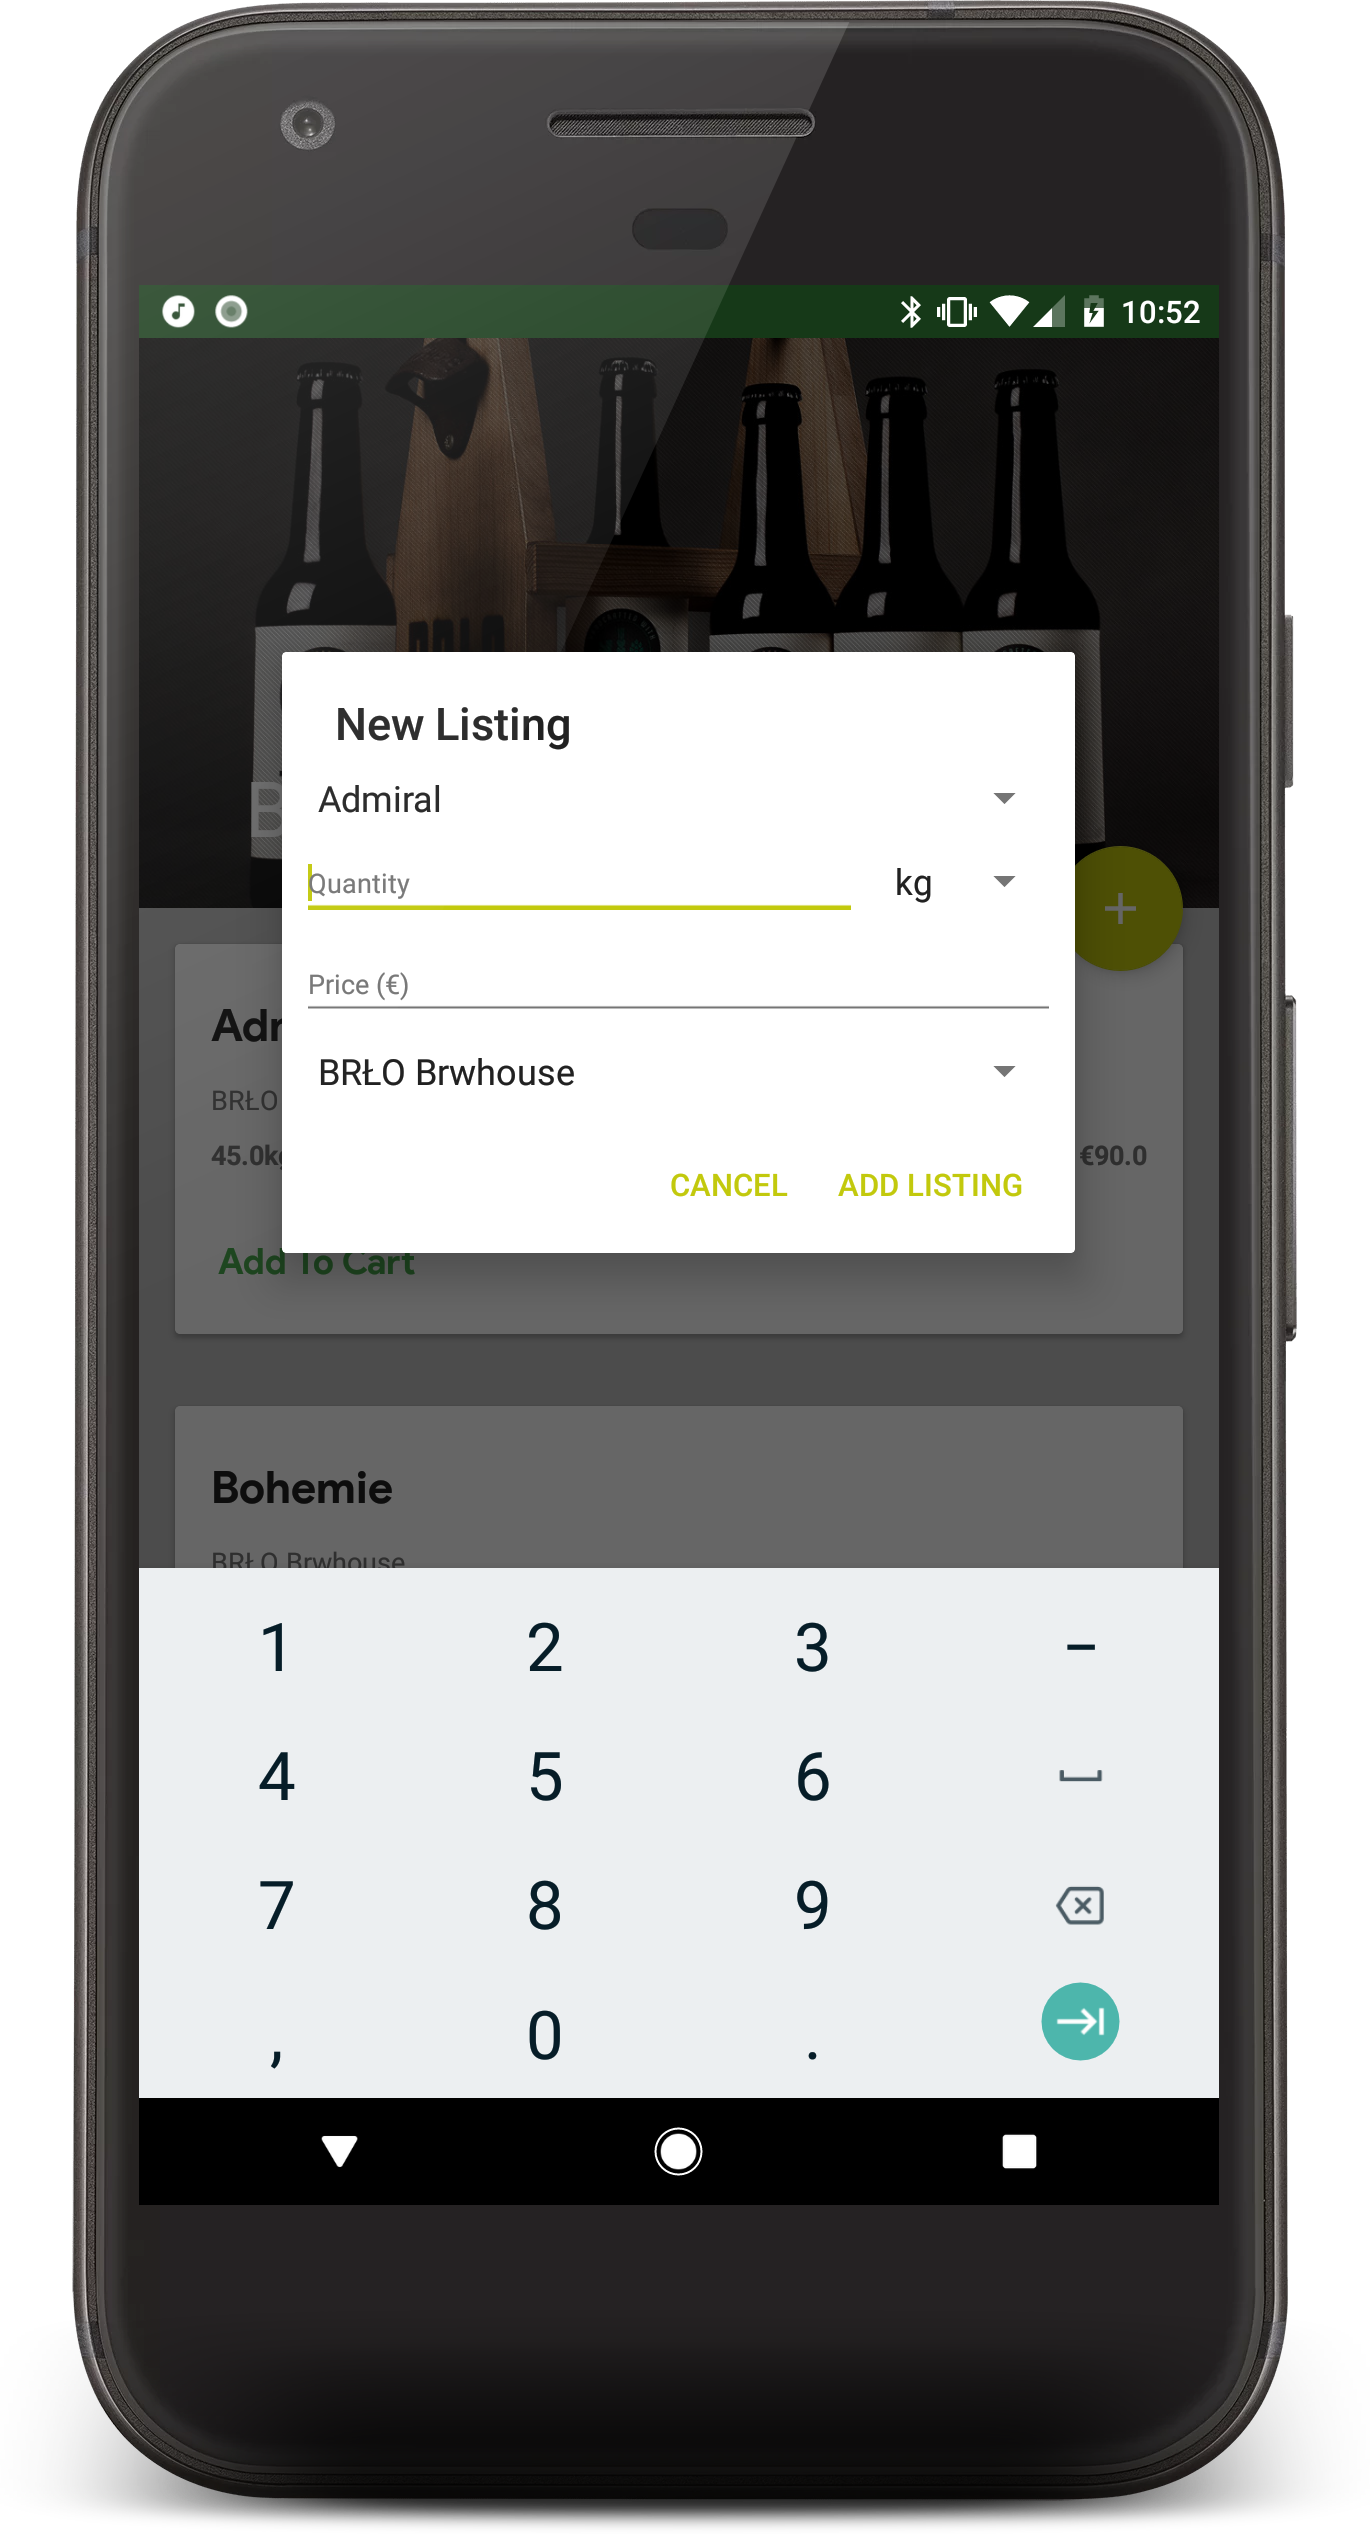 10:52
B
New Listing
Admiral
Quantity
kg
Price (€)
BRŁO Brwhouse
CANCEL
ADD LISTING
Adr
BRŁO
45.0kg
€90.0
Add To Cart
Bohemie
BRŁO Brwhouse
1 2 3 –
4 5 6
7 8 9
, 0 .